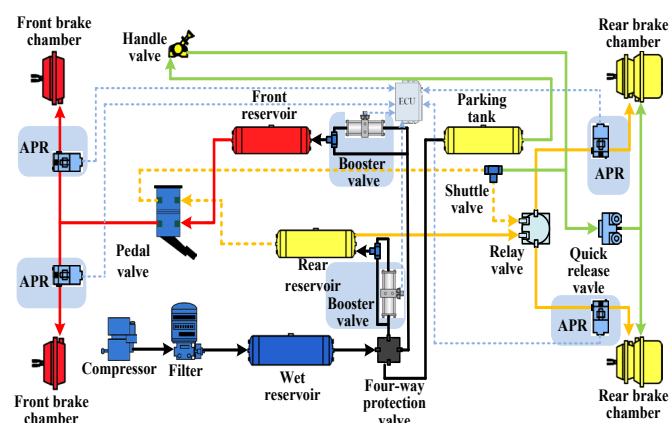 Front brake
chamber
Handle
valve
Rear brake
chamber
Front
reservoir
ECU
Parking
tank
APR
Booster
valve
APR
Shuttle
valve
Pedal
valve
Rear
reservoir
Relay
valve
Quick
release
vavle
APR
Booster
valve
APR
Compressor
Filter
Wet
reservoir
Four-way
protection
valve
Front brake
chamber
Rear brake
chamber